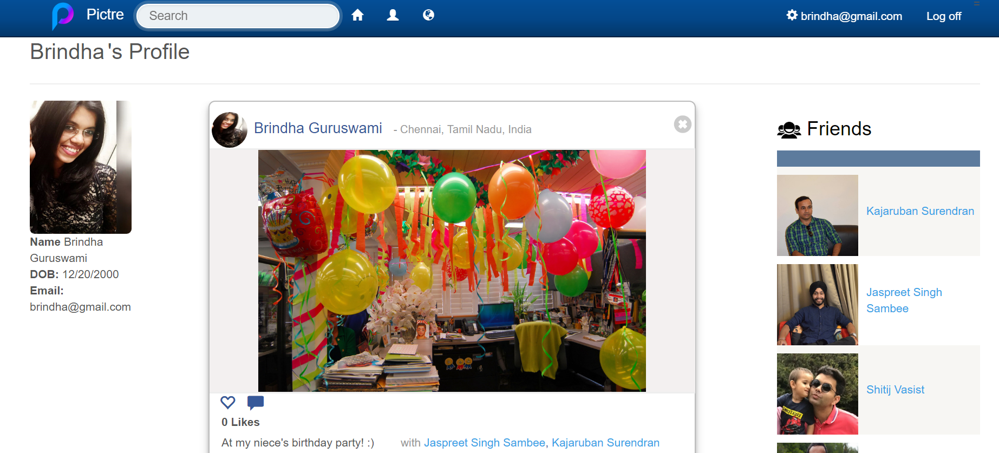 Pictre
Search
brindha@gmail.com
Log off
Brindha's Profile
Name Brindha
Guruswami
DOB: 12/20/2000
Email:
brindha@gmail.com
Brindha Guruswami - Chennai, Tamil Nadu, India
0 Likes
At my niece's birthday party! :) with Jaspreet Singh Sambee, Kajaruban Surendran
Friends
Kajaruban Surendran
Jaspreet Singh
Sambee
Shitij Vasist